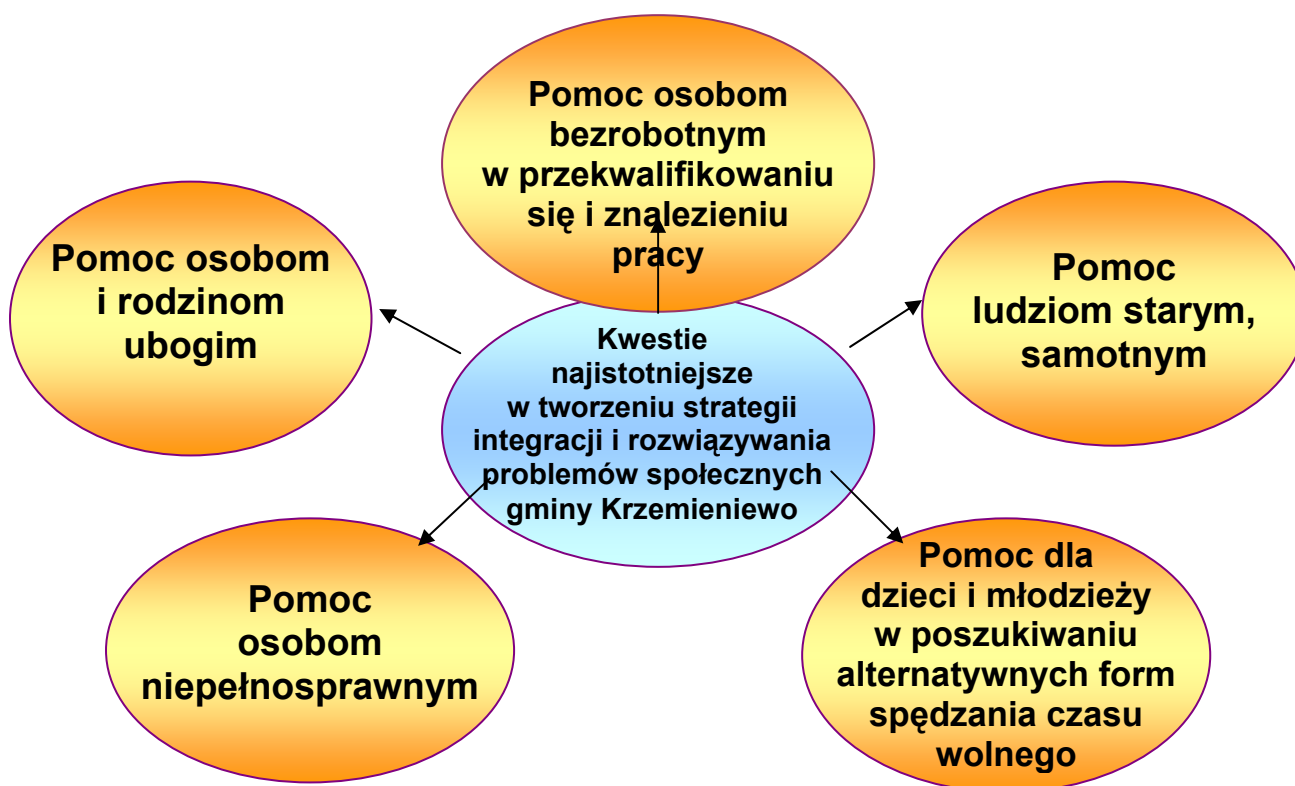 Pomoc osobom
bezrobotnym
w przekwalifikowaniu
się i znalezieniu
pracy
Pomoc osobom
i rodzinom
ubogim
Pomoc
ludziom starym,
samotnym
Kwestie
najistotniejsze
w tworzeniu strategii
integracji i rozwiązywania
problemów społecznych
gminy Krzemieniewo
Pomoc
osobom
niepełnosprawnym
Pomoc dla
dzieci i młodzieży
w poszukiwaniu
alternatywnych form
spędzania czasu
wolnego